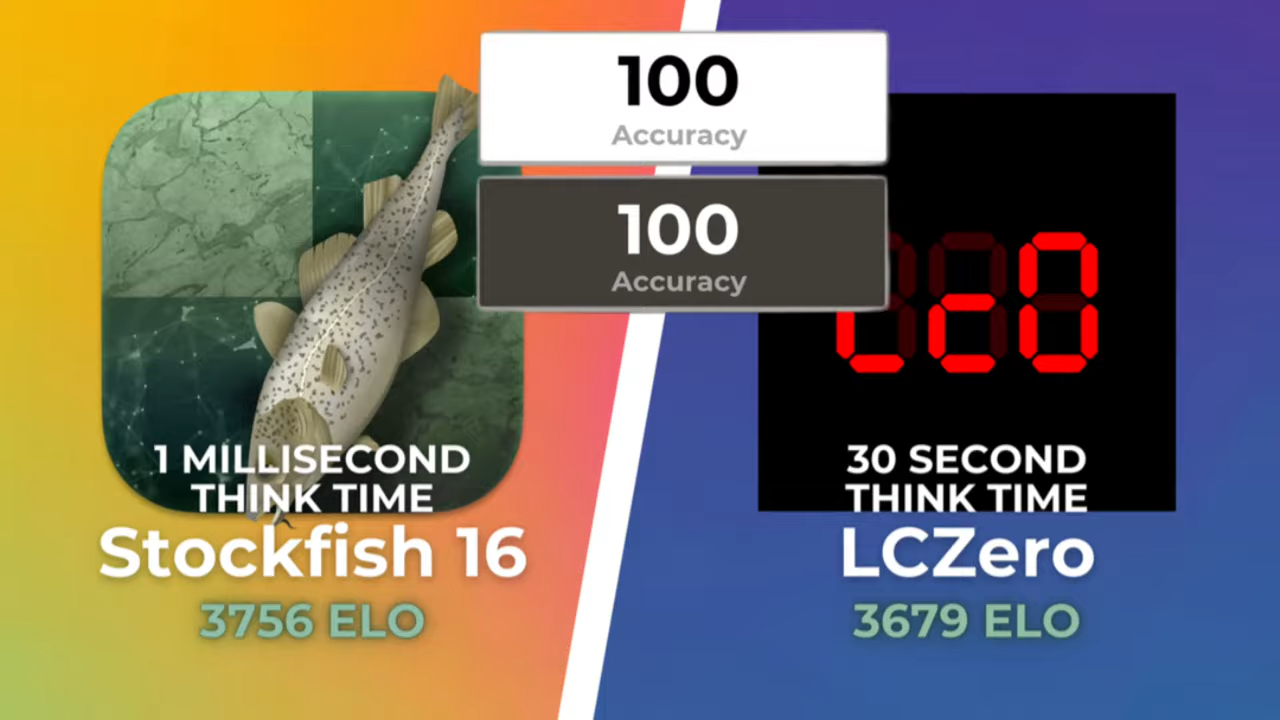 100
Accuracy
100
Accuracy
Lc0
1 MILLISECOND
THINK TIME
Stockfish 16
3756 ELO
30 SECOND
THINK TIME
LCZero
3679 ELO